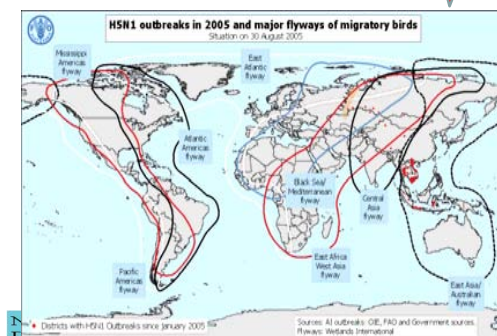 H5N1 outbreaks in 2005 and major flyways of migratory birds
Situation on 30 August 2005
Mississippi
Americas
flyway
East
Atlantic
flyway
Atlantic
Americas
flyway
Black Sea/
Mediterranean
flyway
Central
Asia
flyway
Pacific
Americas
flyway
East Africa
West Asia
flyway
East Asia/
Australian
flyway
Districts with H5N1 Outbreaks since January 2005
Sources: AI outbreaks: OIE, FAO and Government sources.
Flyways: Wetlands International